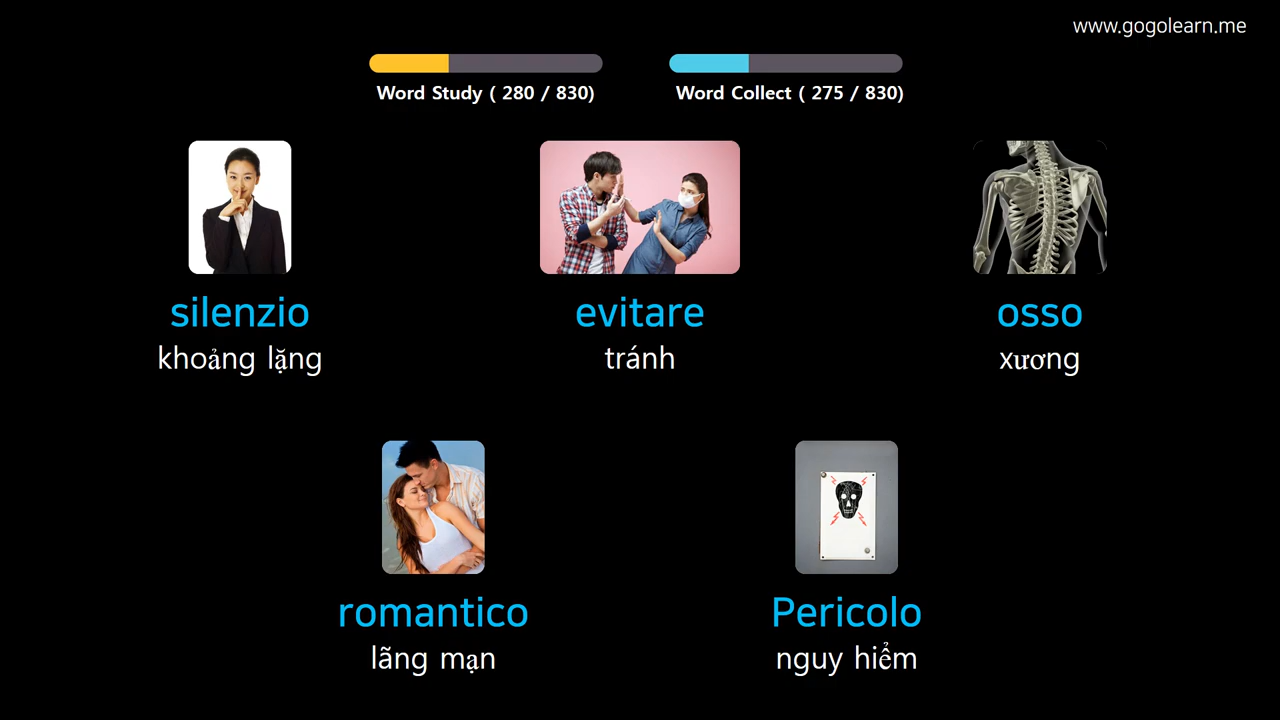 www.gogolearn.me
Word Study ( 280 / 830)
Word Collect ( 275 / 830)
silenzio
khoảng lặng
evitare
tránh
osso
xương
romantico
lãng mạn
Pericolo
nguy hiểm